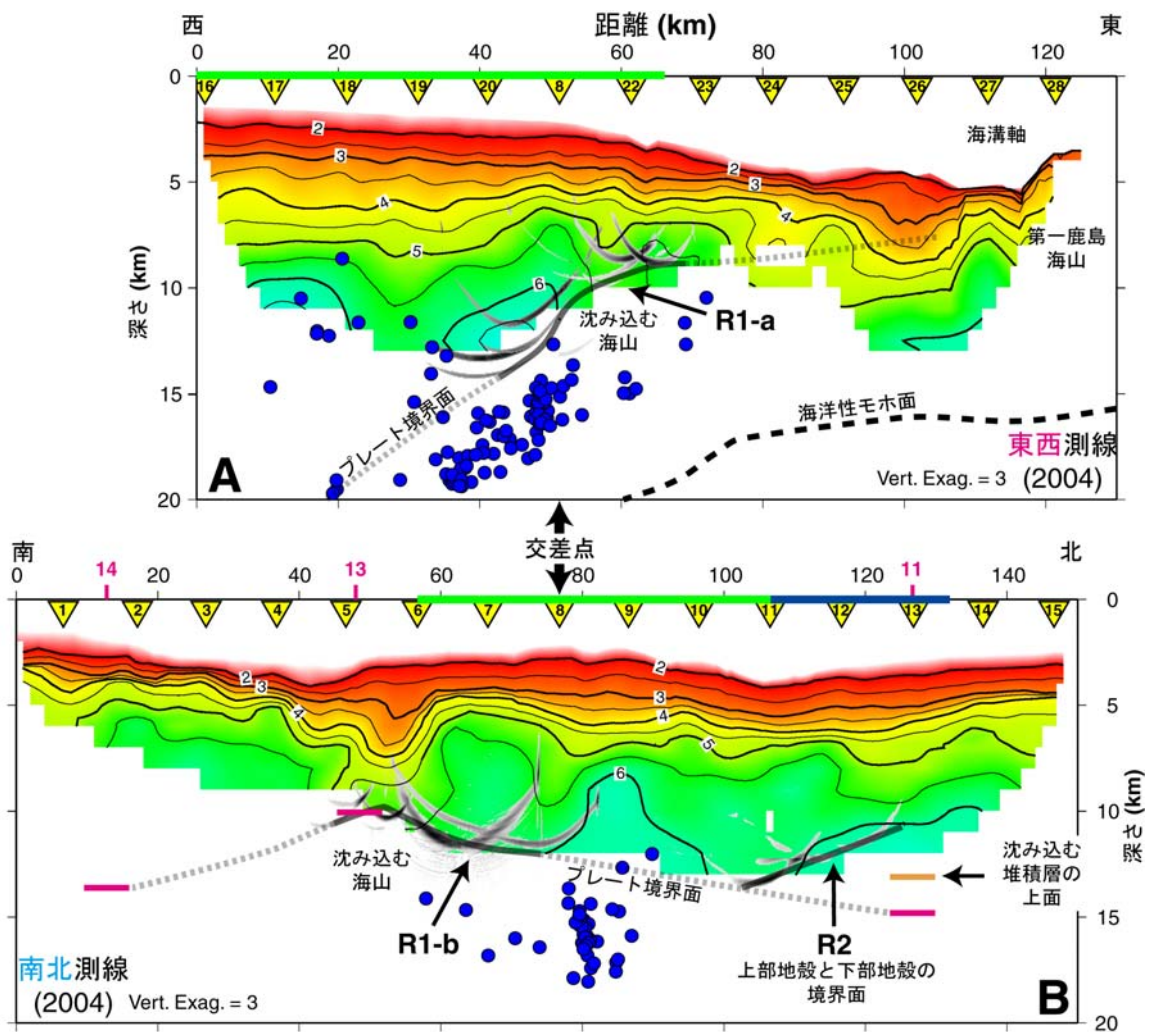 西
距離 (km)
東
0 20 40 60 80 100 120
0
16 17 18 19 20 8 22 23 24 25 26 27 28
2
3
2
3
4
4
5
6
5
10
15
20
深さ (km)
海溝軸
第一鹿島
海山
R1-a
沈み込む
海山
プレート境界面
海洋性モホ面
東西測線
(2004)
Vert. Exag. = 3
A
南
交差点
北
0 20 40 60 80 100 120 140
14 13 11
0
1 2 3 4 5 6 7 8 9 10 11 12 13 14 15
2
3
4
2
3
4
5
6
5
10
15
20
深さ (km)
沈み込む
海山
プレート境界面
沈み込む
堆積層の
上面
R1-b
R2
上部地殻と下部地殻の
境界面
南北測線
(2004)
Vert. Exag. = 3
B